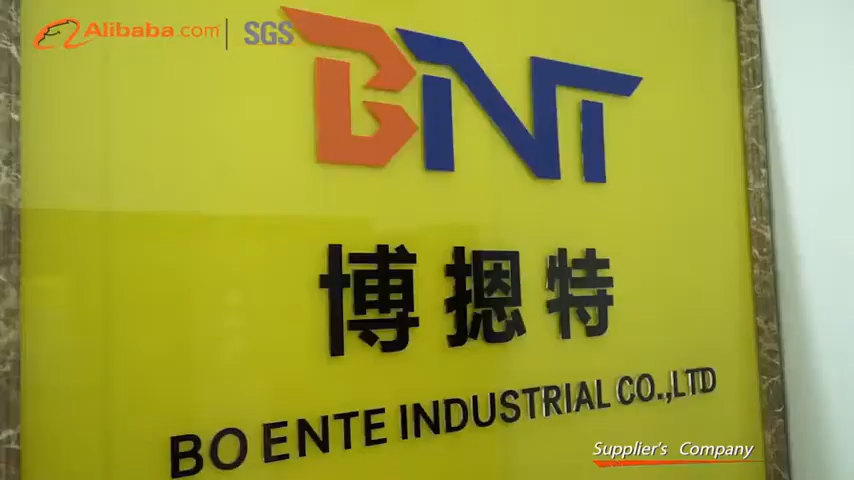 Alibaba.com | SGS
BNT
博摁特
BO ENTE INDUSTRIAL CO.,LTD
Supplier's Company